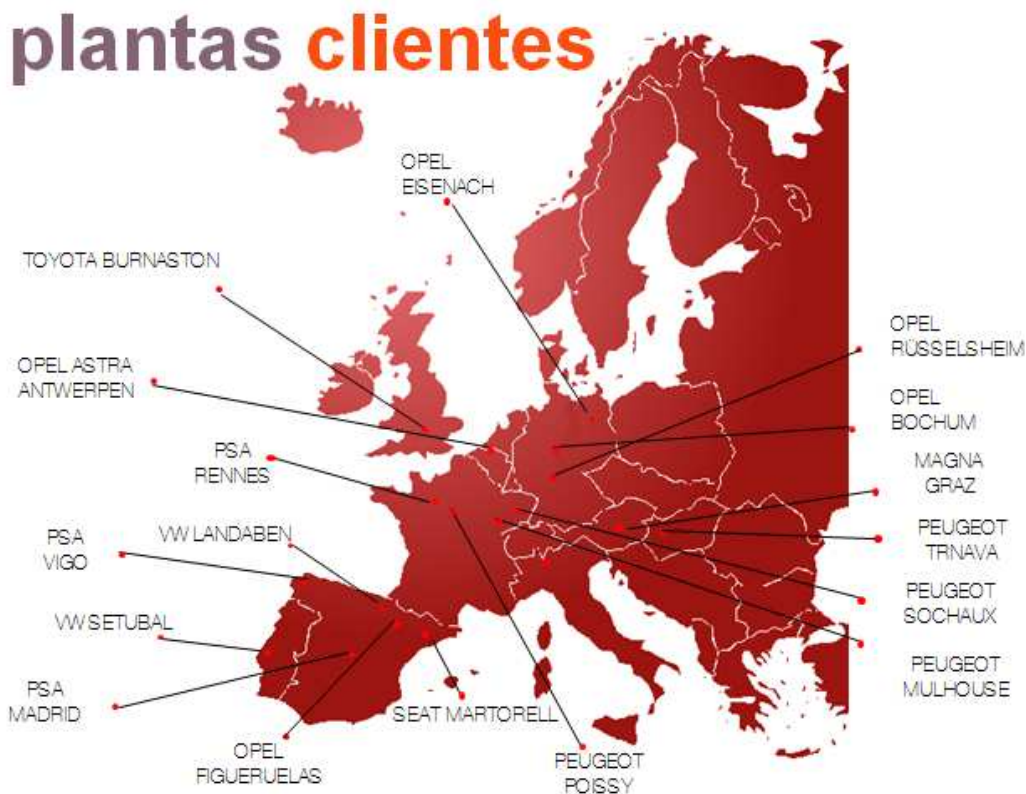 plantas clientes
OPEL
EISENACH
TOYOTA BURNASTON
OPEL ASTRA
ANTWERPEN
PSA
RENNES
VW LANDABEN
PSA
VIGO
VW SETUBAL
PSA
MADRID
OPEL
FIGUERUELAS
SEAT MARTORELL
PEUGEOT
POISSY
OPEL
RÜSSELSHEIM
OPEL
BOCHUM
MAGNA
GRAZ
PEUGEOT
TRNAVA
PEUGEOT
SOCHAUX
PEUGEOT
MULHOUSE